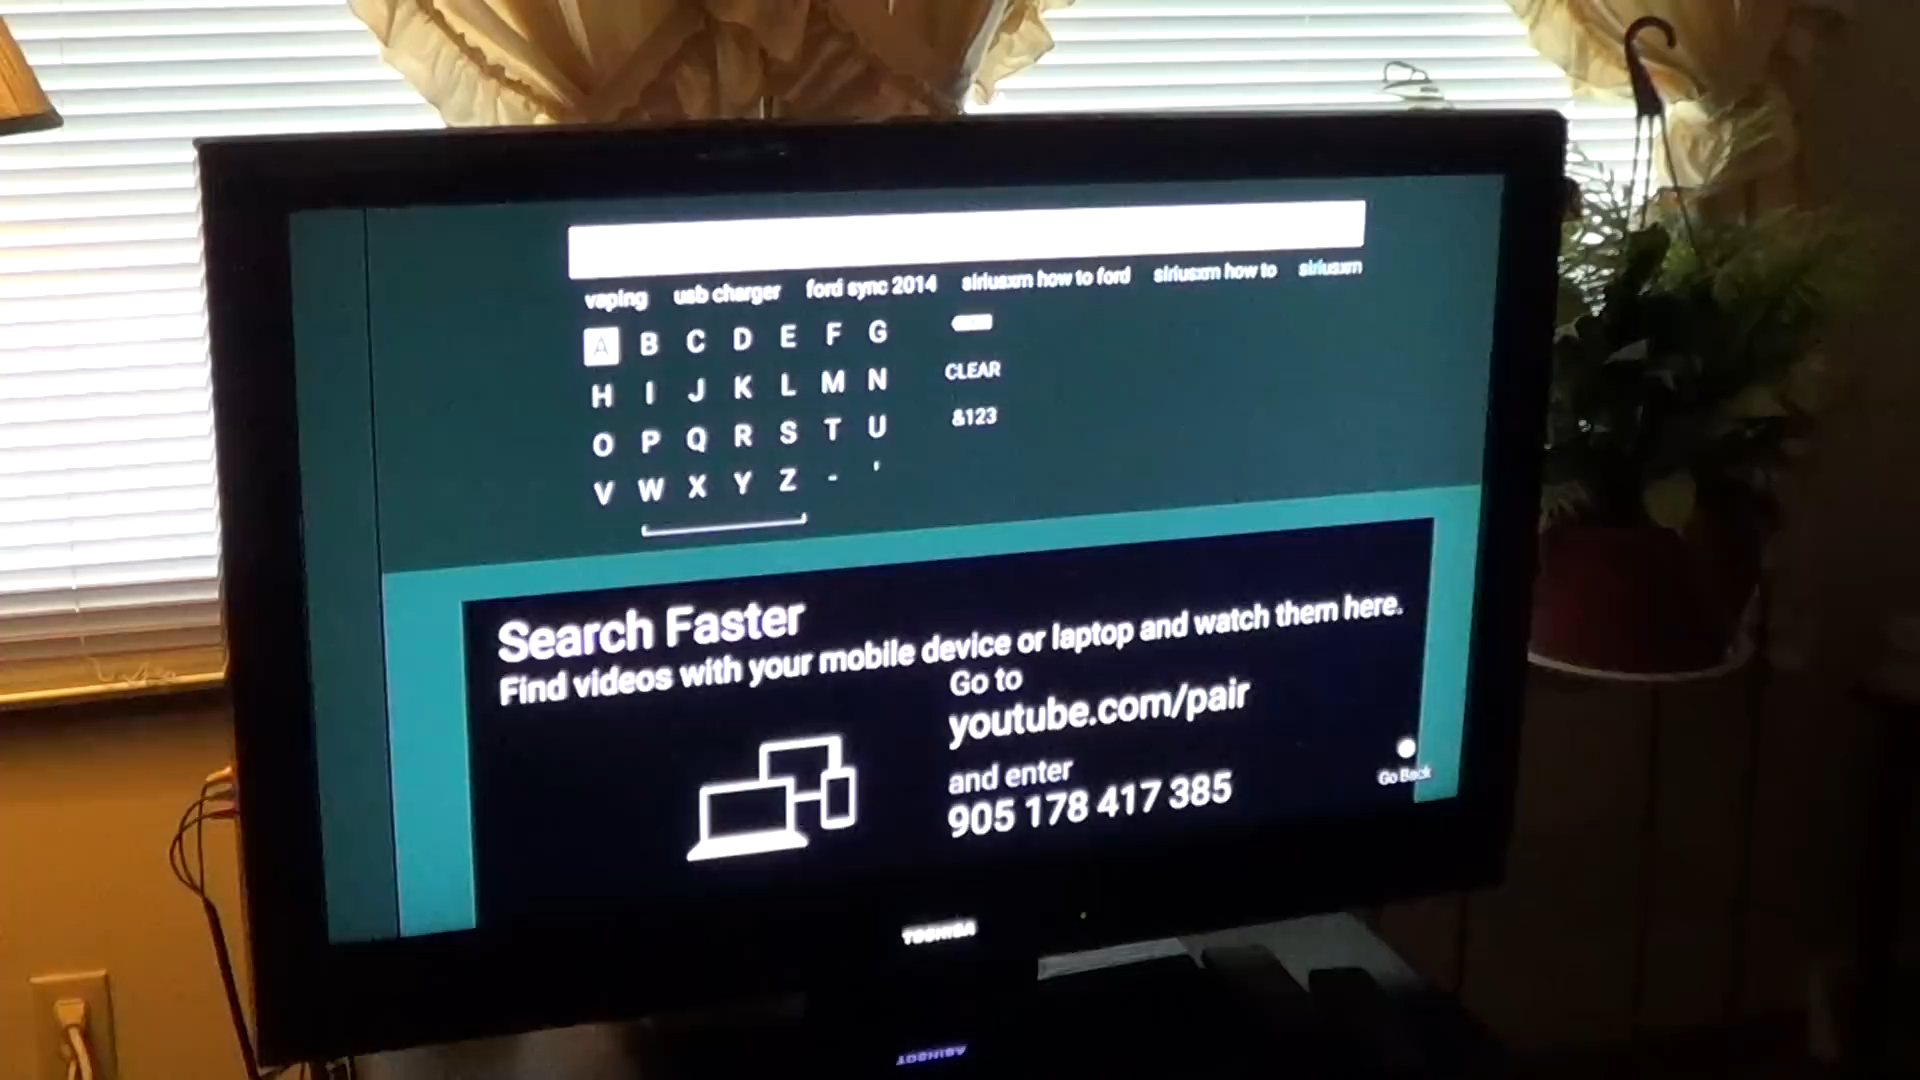 vaping usb charger ford sync 2014 siriusxm how to ford siriusxm how to siriusxm
A B C D E F G
H I J K L M N CLEAR
O P Q R S T U &123
V W X Y Z - '
Search Faster
Find videos with your mobile device or laptop and watch them here.
Go to
youtube.com/pair
and enter
905 178 417 385
Go Back
TOSHIBA